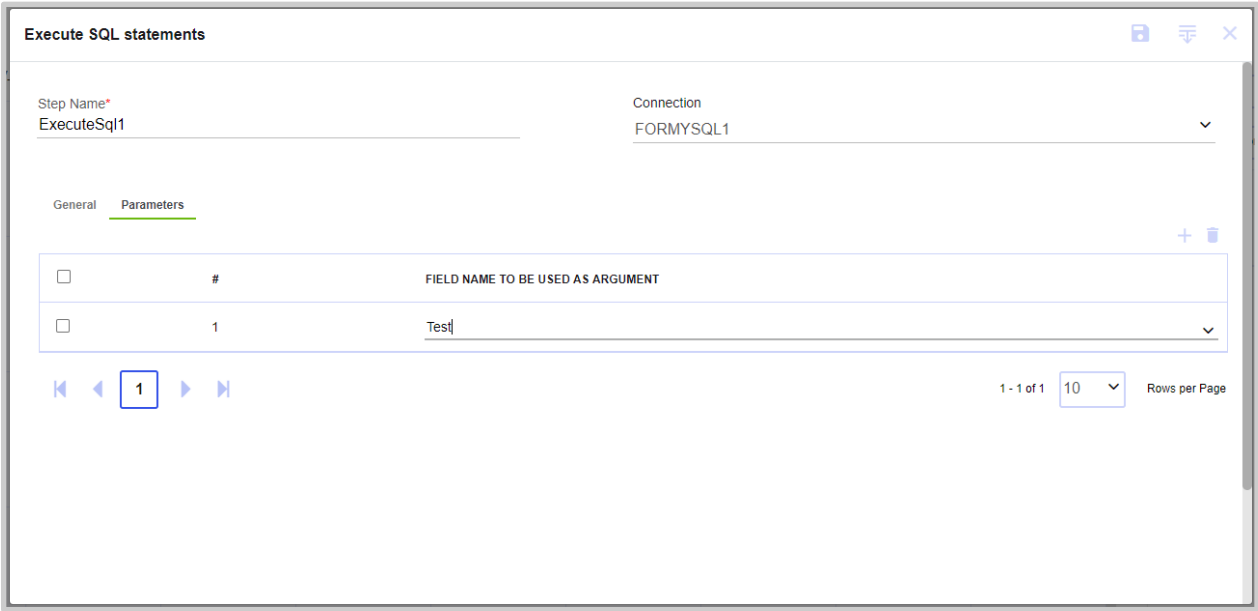 Execute SQL statements
Step Name*
ExecuteSql1
Connection
FORMYSQL1
General Parameters
# FIELD NAME TO BE USED AS ARGUMENT
1 Test
1 1 - 1 of 1 10 Rows per Page